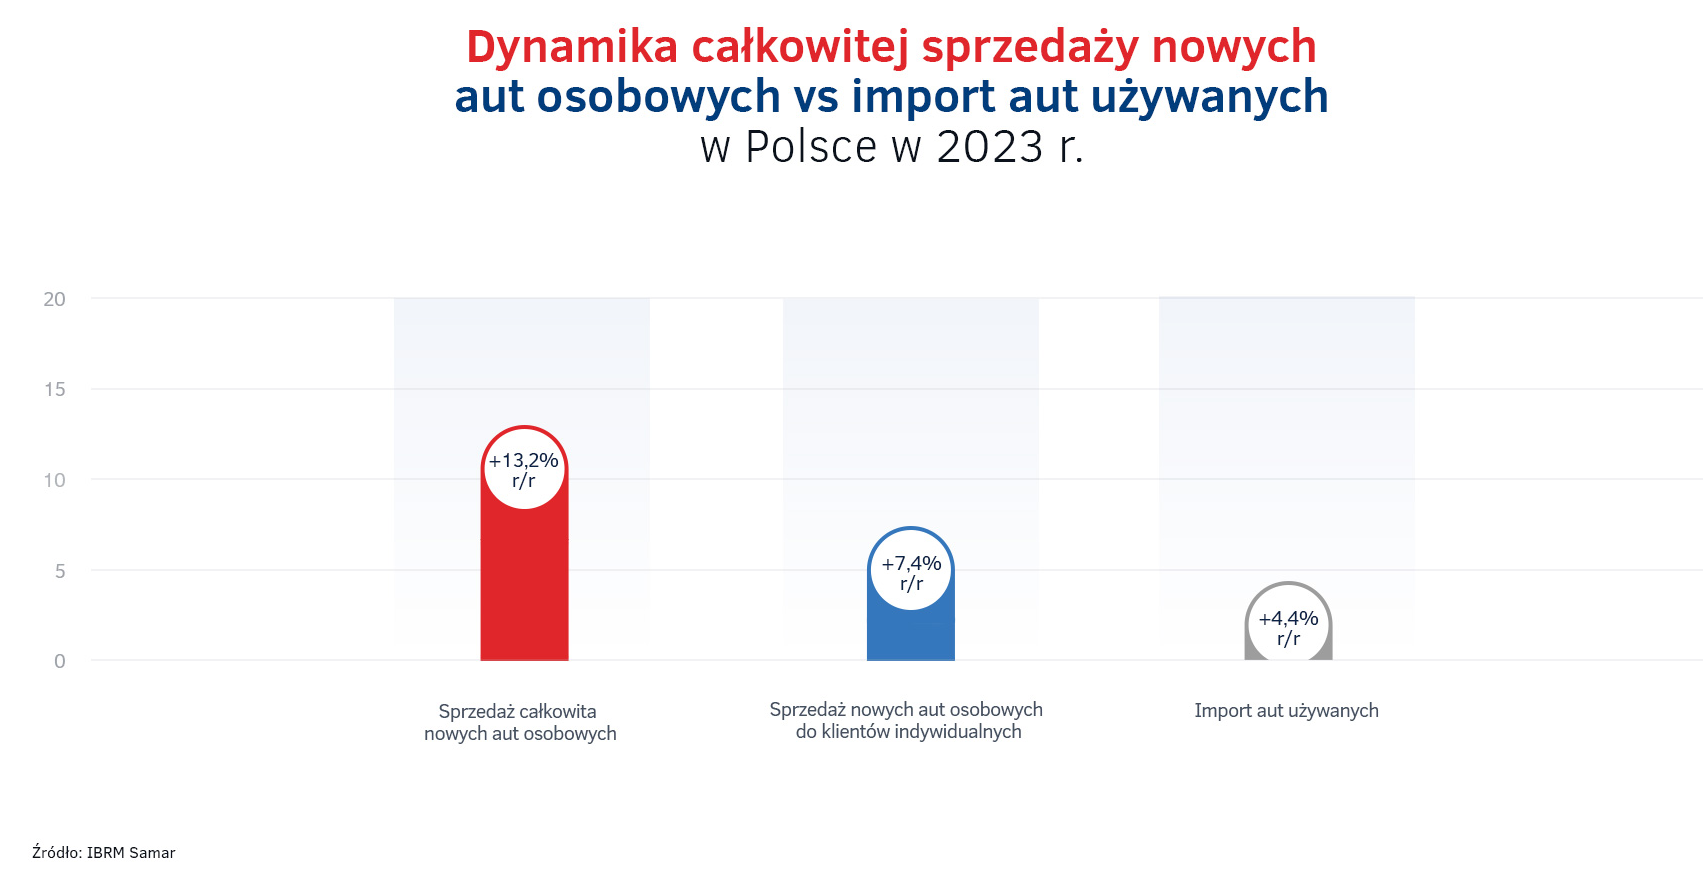 Dynamika całkowitej sprzedaży nowych
aut osobowych vs import aut używanych
w Polsce w 2023 r.
20
15
10
5
0
+13,2%
r/r
+7,4%
r/r
+4,4%
r/r
Sprzedaż całkowita
nowych aut osobowych
Sprzedaż nowych aut osobowych
do klientów indywidualnych
Import aut używanych
Źródło: IBRM Samar